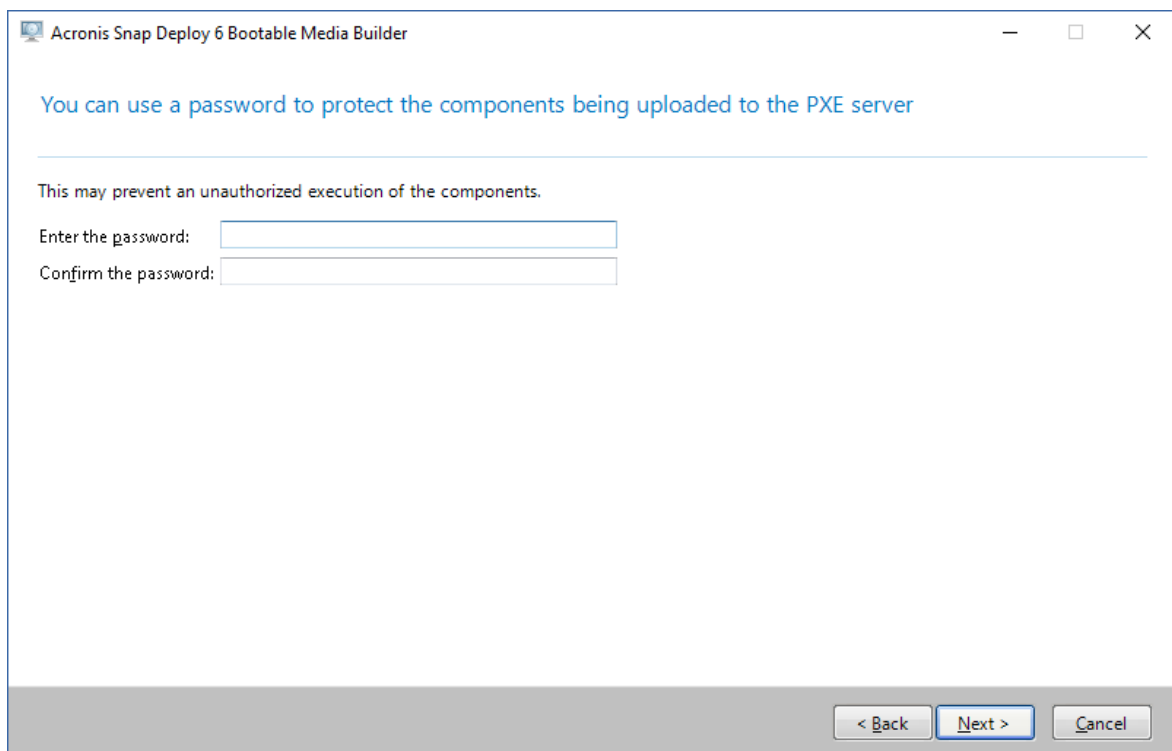 Acronis Snap Deploy 6 Bootable Media Builder
You can use a password to protect the components being uploaded to the PXE server
This may prevent an unauthorized execution of the components.
Enter the password:
Confirm the password:
< Back Next > Cancel